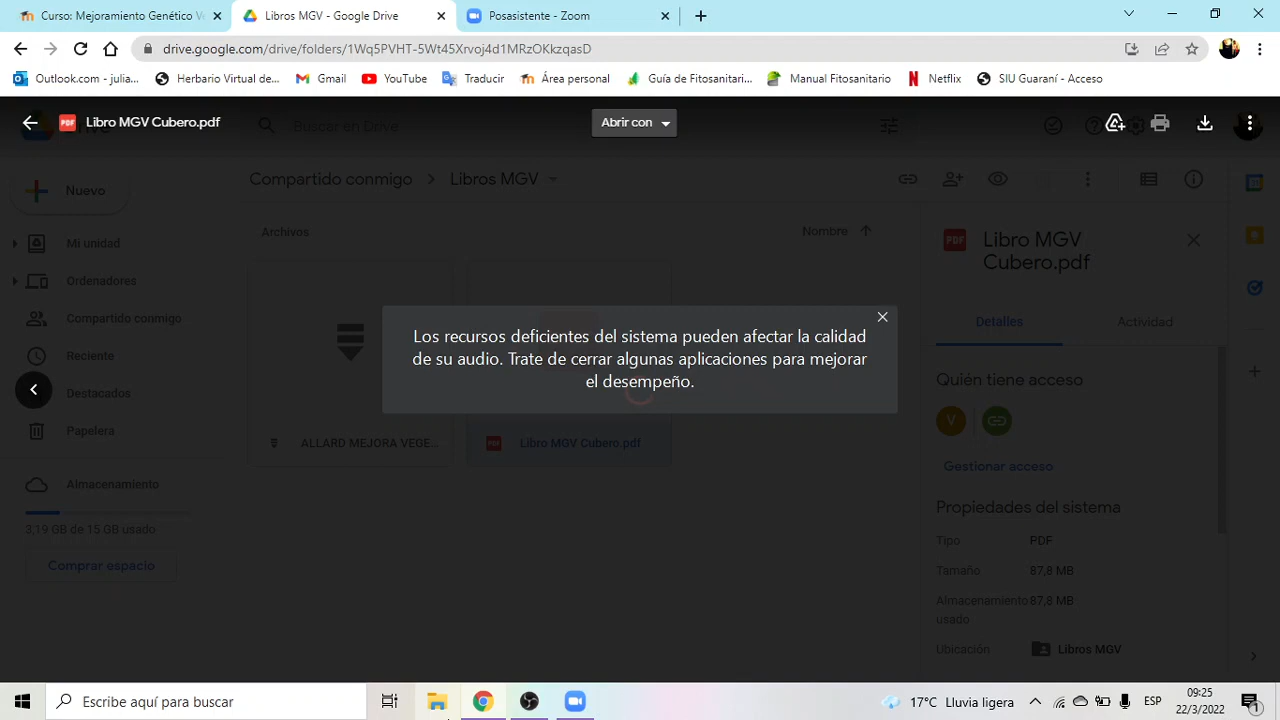 Curso: Mejoramiento Genético V
Libros MGV - Google Drive
Posasistente - Zoom
drive.google.com/drive/folders/1Wq5PVHT-5Wt45Xrvoj4d1MRzOKkzqasD
Outlook.com - julia...
Herbario Virtual de...
Gmail
YouTube
Traducir
Área personal
Guía de Fitosanitari...
Manual Fitosanitario
Netflix
SIU Guaraní - Acceso
PDF
Libro MGV Cubero.pdf
Buscar en Drive
Abrir con
Nuevo
Compartido conmigo
Libros MGV
Mi unidad
Ordenadores
Compartido conmigo
Reciente
Destacados
Papelera
Almacenamiento
3,19 GB de 15 GB usado
Comprar espacio
Archivos
Nombre
Los recursos deficientes del sistema pueden afectar la calidad
de su audio. Trate de cerrar algunas aplicaciones para mejorar
el desempeño.
ALLARD MEJORA VEGE...
PDF
Libro MGV Cubero.pdf
PDF
Libro MGV
Cubero.pdf
Detalles
Actividad
Quién tiene acceso
V
Gestionar acceso
Propiedades del sistema
Tipo
PDF
Tamaño
87,8 MB
Almacenamiento
usado
87,8 MB
Ubicación
Libros MGV
Escribe aquí para buscar
17°C Lluvia ligera
ESP
09:25
22/3/2022
1